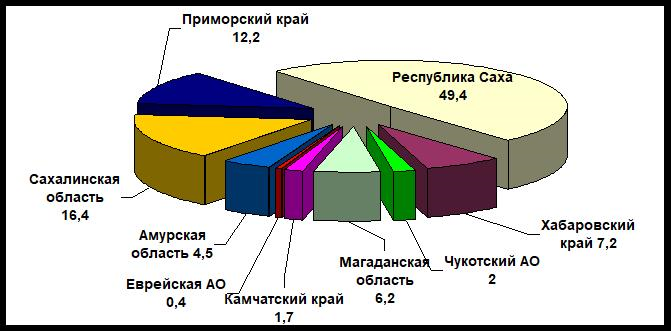 Приморский край
12,2
Республика Саха
49,4
Сахалинская
область
16,4
Хабаровский
край 7,2
Амурская
область 4,5
Магаданская
область
6,2
Чукотский АО
2
Еврейская АО
0,4
Камчатский край
1,7